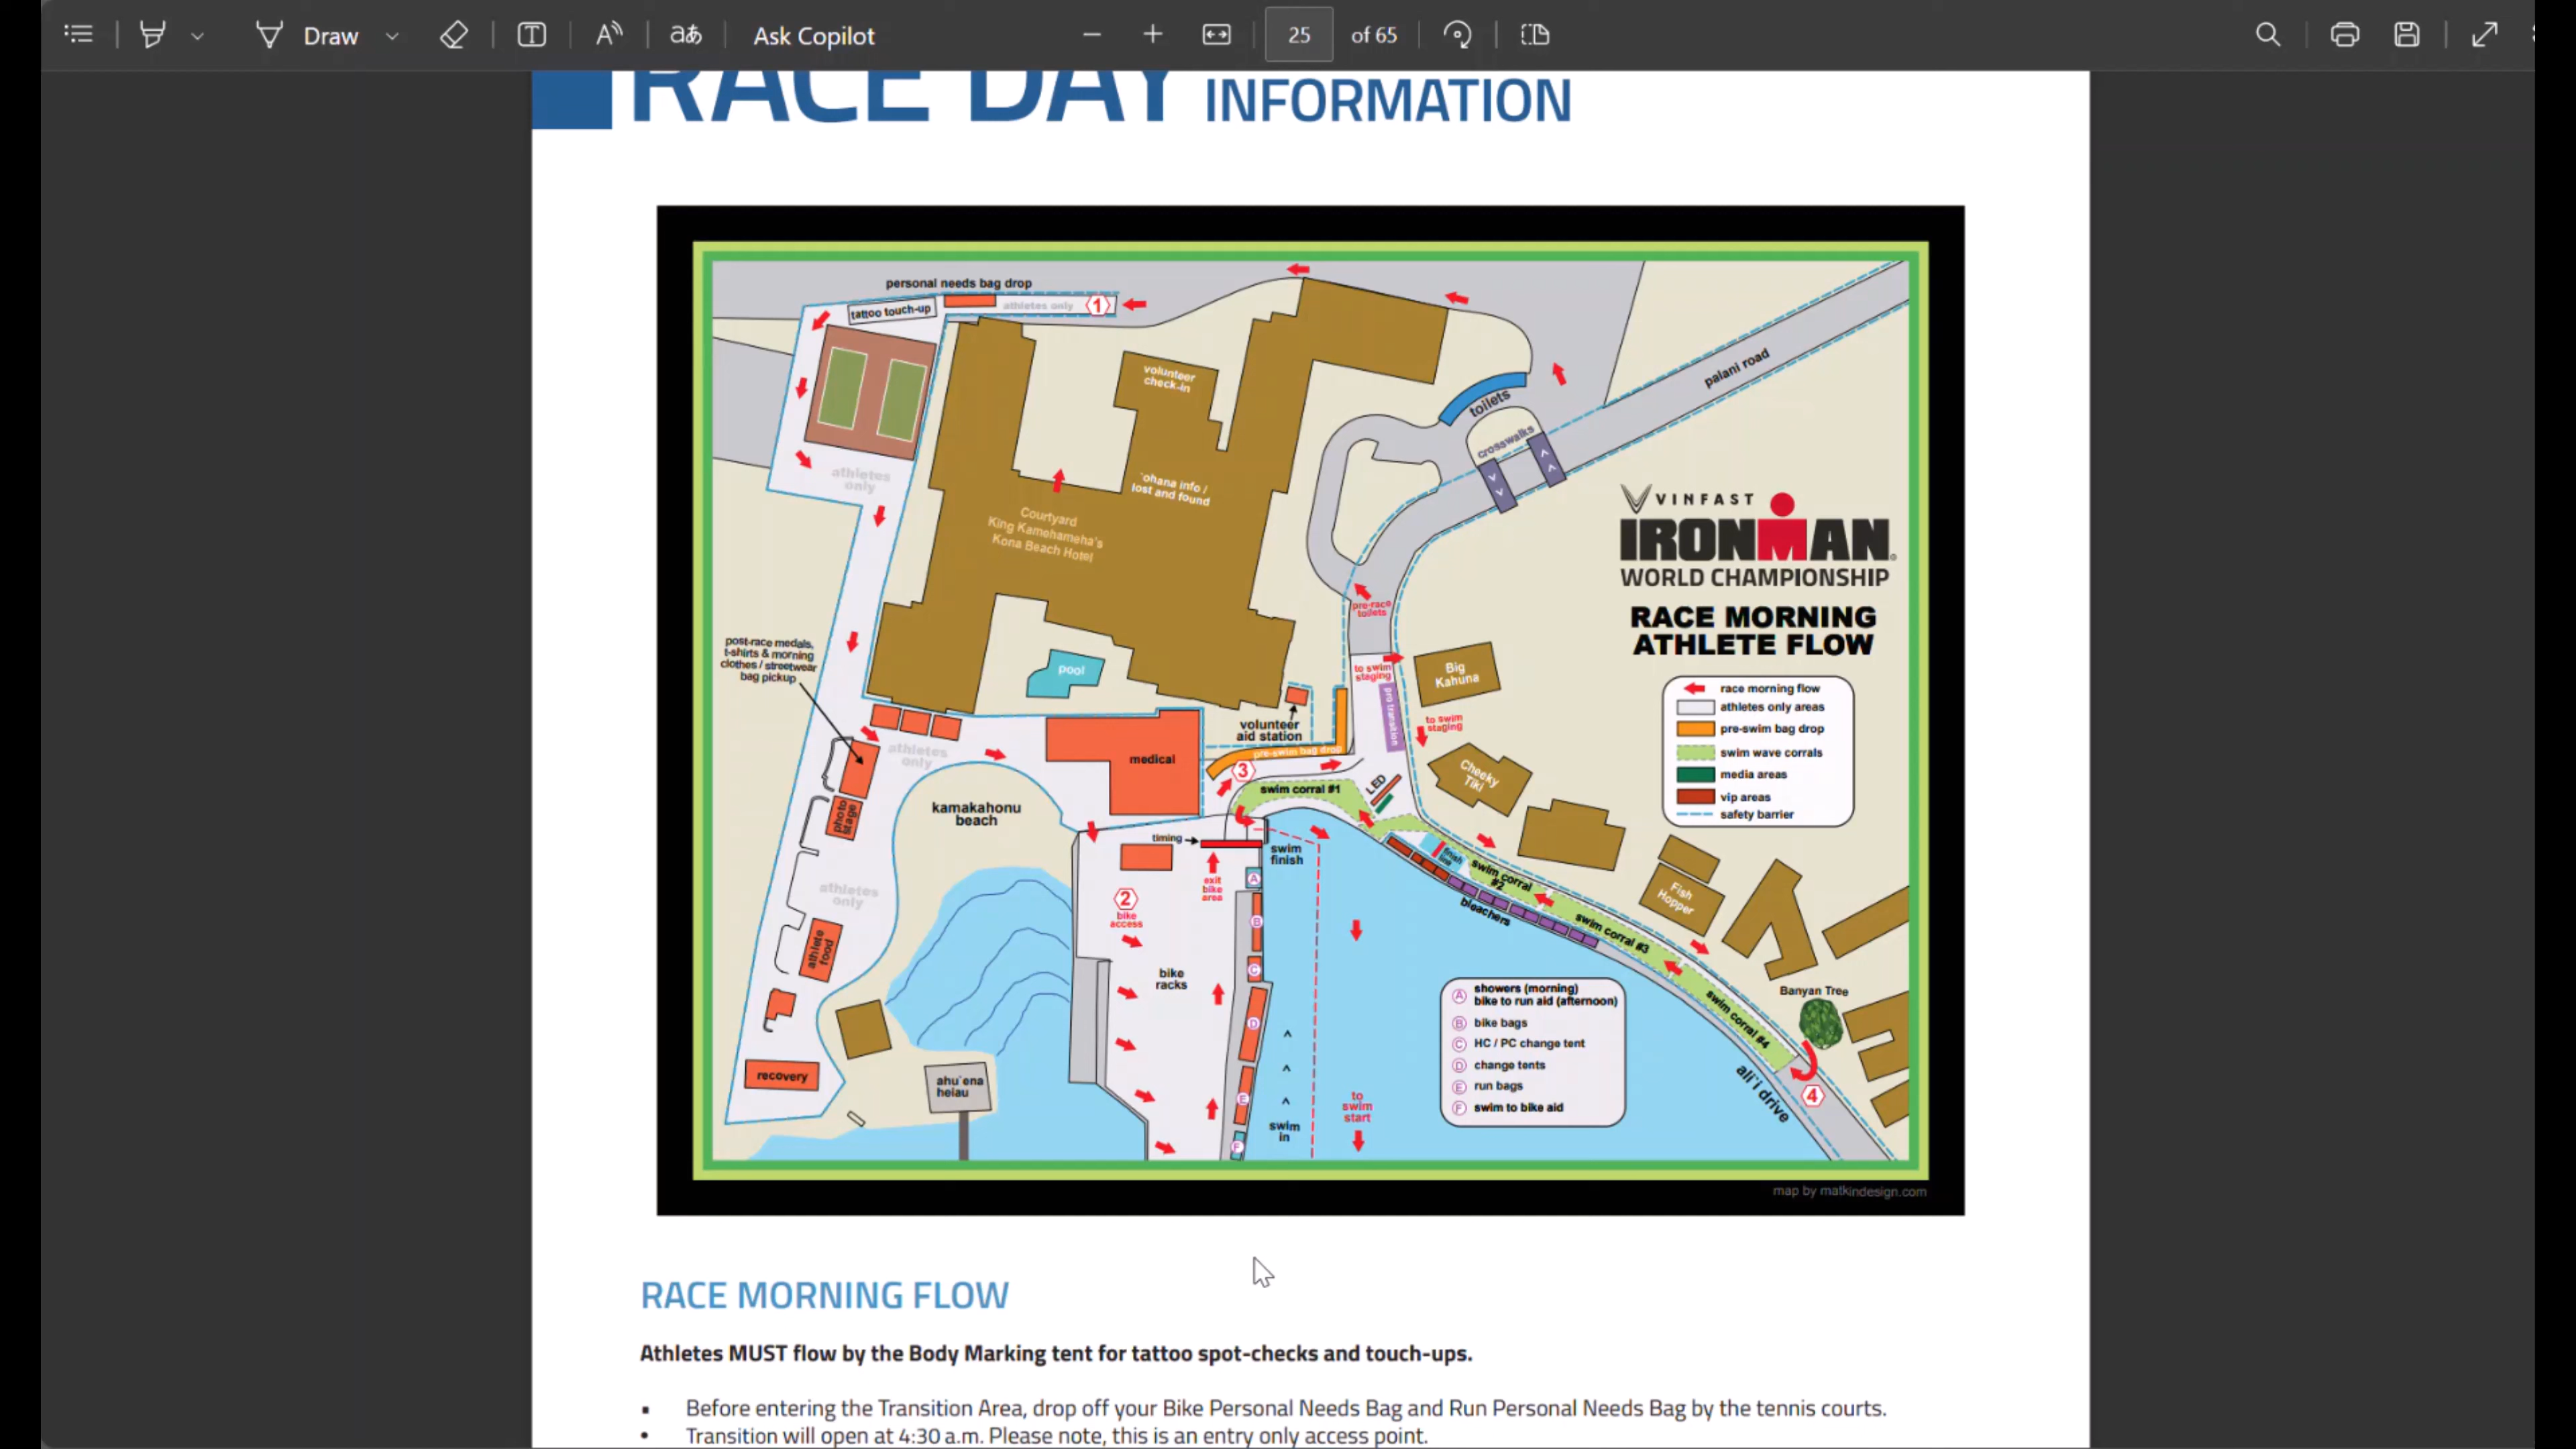 Draw
Ask Copilot
25 of 65
RACE DAY INFORMATION
personal needs bag drop
tattoo touch-up
athletes only
1
volunteer
check-in
toilets
palani road
crosswalks
athletes
only
`ohana info /
lost and found
Courtyard
King Kamehameha's
Kona Beach Hotel
VINFAST
IRONMAN
WORLD CHAMPIONSHIP
RACE MORNING
ATHLETE FLOW
pre-race
toilets
post-race medals,
t-shirts & morning
clothes / streetwear
bag pickup
pool
to swim
staging
Big
Kahuna
pro transition
to swim
staging
race morning flow
athletes only areas
pre-swim bag drop
swim wave corrals
media areas
vip areas
safety barrier
volunteer
aid station
pre-swim bag drop
athletes
only
medical
3
Cheeky
Tiki
LED
swim corral #1
kamakahonu
beach
photo
stage
timing
swim
finish
finish
line
swim corral
#2
A
exit
bike
area
2
bike
access
athletes
only
Fish
Hopper
bleachers
B
swim corral #3
athlete
food
C
bike
racks
Banyan Tree
A showers (morning)
bike to run aid (afternoon)
B bike bags
C HC / PC change tent
D change tents
E run bags
F swim to bike aid
D
swim corral #4
recovery
ahu`ena
heiau
E
to
swim
start
ali`i drive
4
swim
in
F
map by matkindesign.com
RACE MORNING FLOW
Athletes MUST flow by the Body Marking tent for tattoo spot-checks and touch-ups.
▪ Before entering the Transition Area, drop off your Bike Personal Needs Bag and Run Personal Needs Bag by the tennis courts.
• Transition will open at 4:30 a.m. Please note, this is an entry only access point.